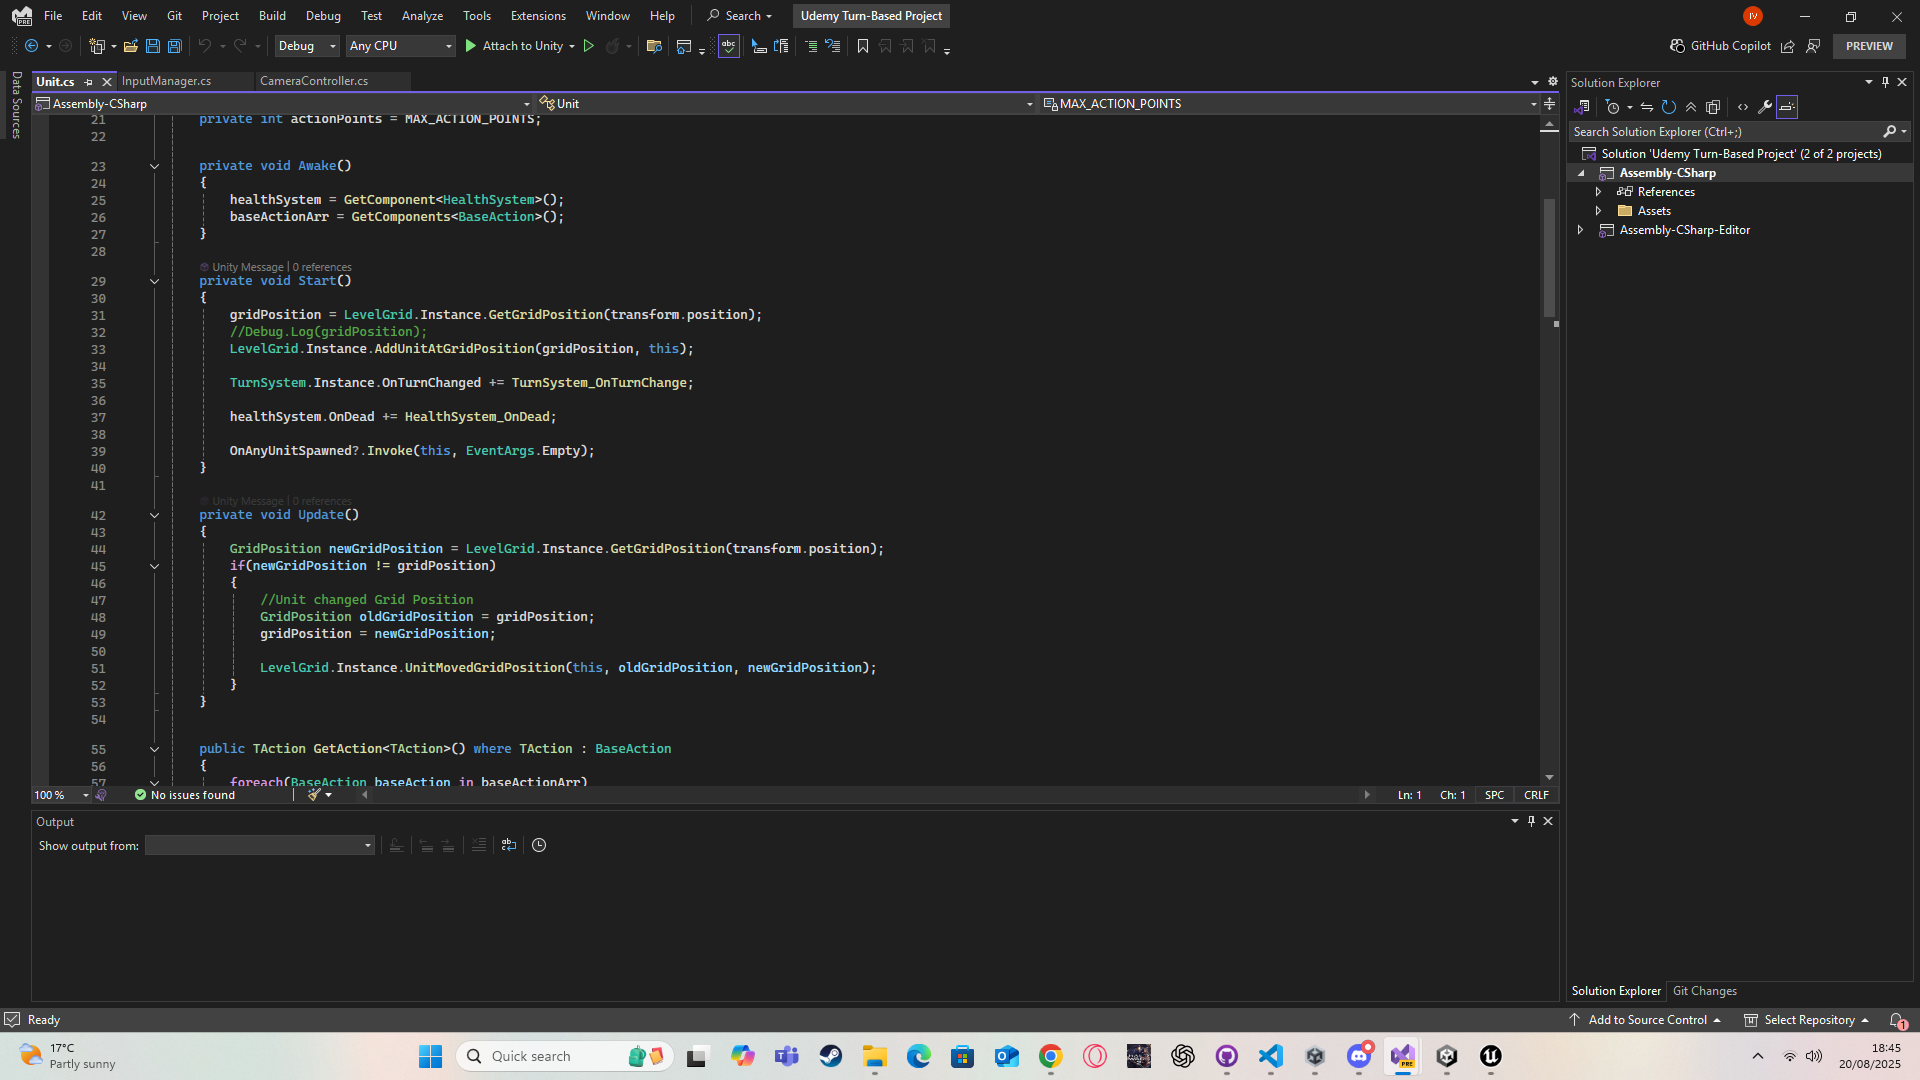 File Edit View Git Project Build Debug Test Analyze Tools Extensions Window Help Search Udemy Turn-Based Project IV
Debug Any CPU Attach to Unity GitHub Copilot PREVIEW
Data Sources
Unit.cs InputManager.cs CameraController.cs
Assembly-CSharp Unit MAX_ACTION_POINTS
21 private int actionPoints = MAX_ACTION_POINTS;
22
23 private void Awake()
24 {
25 healthSystem = GetComponent<HealthSystem>();
26 baseActionArr = GetComponents<BaseAction>();
27 }
28
Unity Message | 0 references
29 private void Start()
30 {
31 gridPosition = LevelGrid.Instance.GetGridPosition(transform.position);
32 //Debug.Log(gridPosition);
33 LevelGrid.Instance.AddUnitAtGridPosition(gridPosition, this);
34
35 TurnSystem.Instance.OnTurnChanged += TurnSystem_OnTurnChange;
36
37 healthSystem.OnDead += HealthSystem_OnDead;
38
39 OnAnyUnitSpawned?.Invoke(this, EventArgs.Empty);
40 }
41
Unity Message | 0 references
42 private void Update()
43 {
44 GridPosition newGridPosition = LevelGrid.Instance.GetGridPosition(transform.position);
45 if(newGridPosition != gridPosition)
46 {
47 //Unit changed Grid Position
48 GridPosition oldGridPosition = gridPosition;
49 gridPosition = newGridPosition;
50
51 LevelGrid.Instance.UnitMovedGridPosition(this, oldGridPosition, newGridPosition);
52 }
53 }
54
55 public TAction GetAction<TAction>() where TAction : BaseAction
56 {
57 foreach(BaseAction baseAction in baseActionArr)
100 % No issues found Ln: 1 Ch: 1 SPC CRLF
Output
Show output from:
Solution Explorer
Search Solution Explorer (Ctrl+;)
Solution 'Udemy Turn-Based Project' (2 of 2 projects)
Assembly-CSharp
References
Assets
Assembly-CSharp-Editor
Solution Explorer Git Changes
Ready Add to Source Control Select Repository 1
17°C
Partly sunny
Quick search
PRE
18:45
20/08/2025